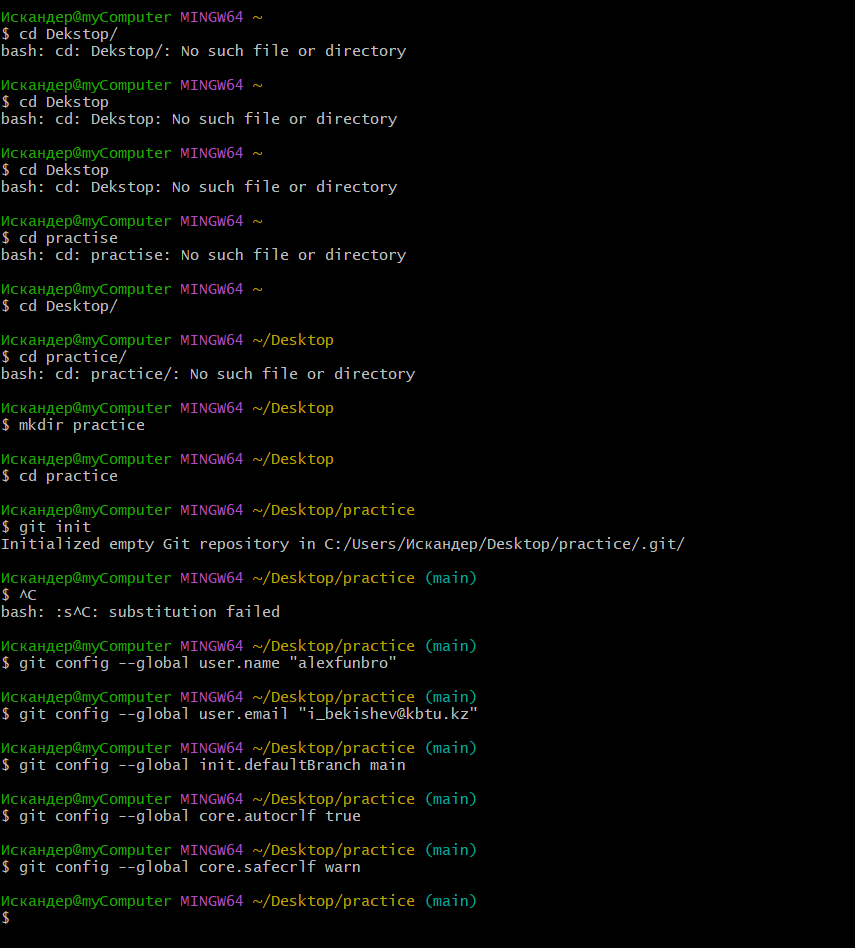 Искандер@myComputer MINGW64 ~
$ cd Dekstop/
bash: cd: Dekstop/: No such file or directory
Искандер@myComputer MINGW64 ~
$ cd Dekstop
bash: cd: Dekstop: No such file or directory
Искандер@myComputer MINGW64 ~
$ cd Dekstop
bash: cd: Dekstop: No such file or directory
Искандер@myComputer MINGW64 ~
$ cd practise
bash: cd: practise: No such file or directory
Искандер@myComputer MINGW64 ~
$ cd Desktop/
Искандер@myComputer MINGW64 ~/Desktop
$ cd practice/
bash: cd: practice/: No such file or directory
Искандер@myComputer MINGW64 ~/Desktop
$ mkdir practice
Искандер@myComputer MINGW64 ~/Desktop
$ cd practice
Искандер@myComputer MINGW64 ~/Desktop/practice
$ git init
Initialized empty Git repository in C:/Users/Искандер/Desktop/practice/.git/
Искандер@myComputer MINGW64 ~/Desktop/practice (main)
$ ^C
bash: :s^C: substitution failed
Искандер@myComputer MINGW64 ~/Desktop/practice (main)
$ git config --global user.name "alexfunbro"
Искандер@myComputer MINGW64 ~/Desktop/practice (main)
$ git config --global user.email "i_bekishev@kbtu.kz"
Искандер@myComputer MINGW64 ~/Desktop/practice (main)
$ git config --global init.defaultBranch main
Искандер@myComputer MINGW64 ~/Desktop/practice (main)
$ git config --global core.autocrlf true
Искандер@myComputer MINGW64 ~/Desktop/practice (main)
$ git config --global core.safecrlf warn
Искандер@myComputer MINGW64 ~/Desktop/practice (main)
$